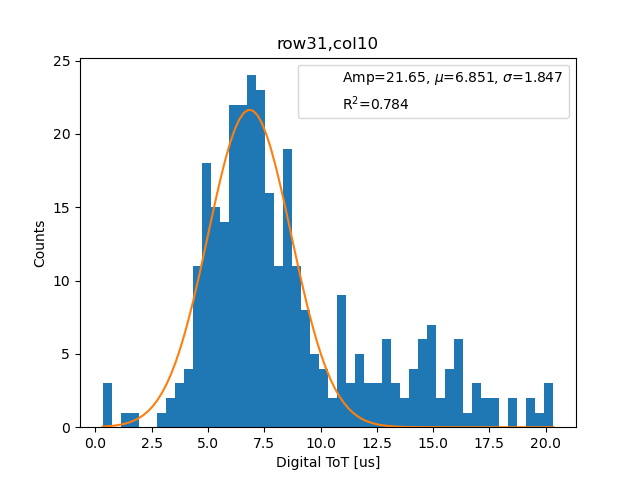 row31,col10
Amp=21.65, μ=6.851, σ=1.847
R²=0.784
25
20
15
10
5
0
Counts
0.0 2.5 5.0 7.5 10.0 12.5 15.0 17.5 20.0
Digital ToT [us]